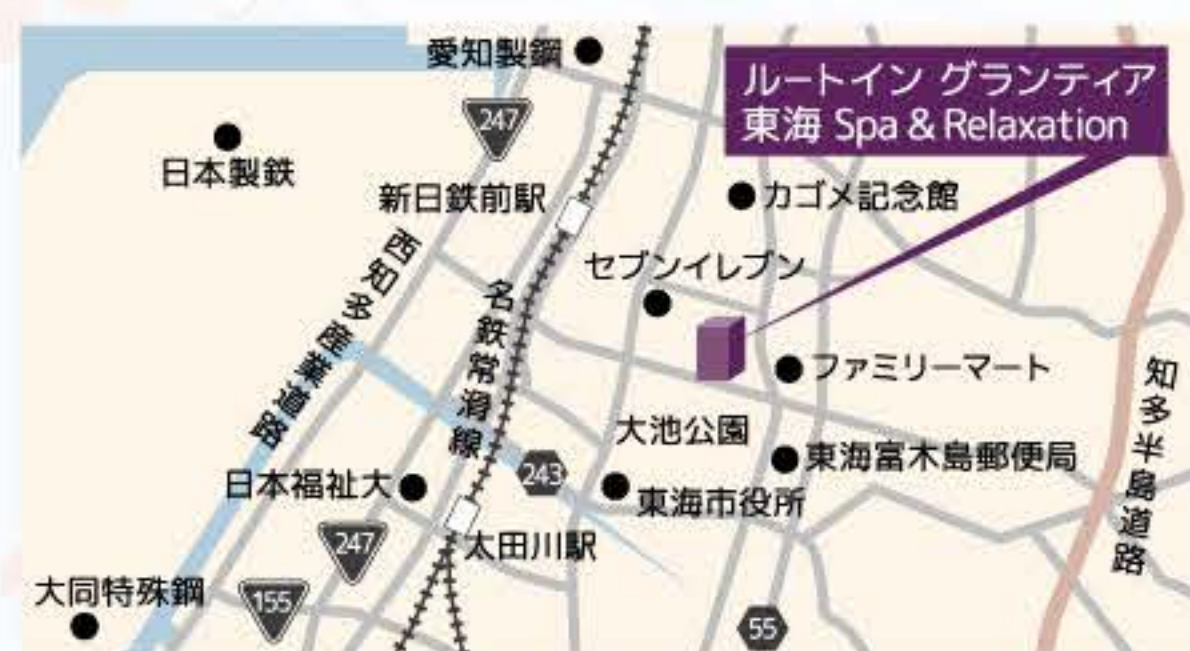 愛知製鋼
ルートイン グランティア
東海 Spa & Relaxation
247
日本製鉄
新日鉄前駅
カゴメ記念館
西知多産業道路
セブンイレブン
名鉄常滑線
ファミリーマート
知多半島道路
大池公園
東海富木島郵便局
243
日本福祉大
東海市役所
247
太田川駅
大同特殊鋼
155
55